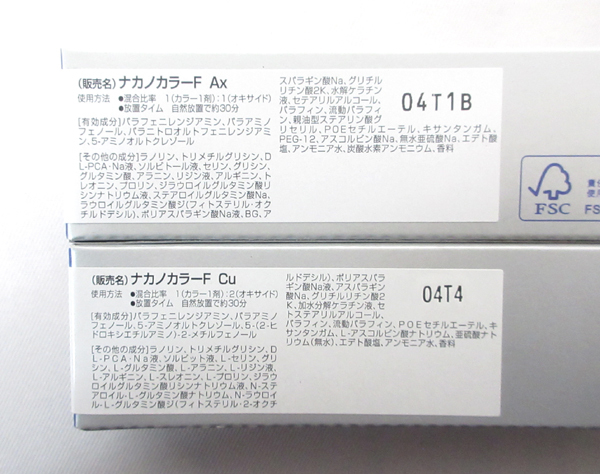 (販売名)ナカノカラーF Ax
使用方法 ●混合比率 1(カラー1剤):1(オキサイド)
●放置タイム 自然放置で約30分
[有効成分]パラフェニレンジアミン、パラアミノ
フェノール、パラニトロオルトフェニレンジアミ
ン、5-アミノオルトクレゾール
[その他の成分]ラノリン、トリメチルグリシン、D
L-PCA・Na液、ソルビトール液、セリン、グリシン、
グルタミン酸、アラニン、リジン液、アルギニン、ト
レオニン、プロリン、ジラウロイルグルタミン酸リ
シンナトリウム液、ステアロイルグルタミン酸Na、
ラウロイルグルタミン酸ジ(フィトステリル・オク
チルドデシル)、ポリアスパラギン酸Na液、BG、ア
スパラギン酸Na、グリチル
リチン酸2K、水解ケラチン
液、セテアリルアルコール、
パラフィン、流動パラフィ
ン、親油型ステアリン酸グ
リセリル、POEセチルエーテル、キサンタンガム、
PEG-12、アスコルビン酸Na、無水亜硫酸Na、エデト酸
塩、アンモニア水、炭酸水素アンモニウム、香料
04T1B
FSC
FS
(販売名)ナカノカラーF Cu
使用方法 ●混合比率 1(カラー1剤):2(オキサイド)
●放置タイム 自然放置で約30分
[有効成分]パラフェニレンジアミン、パラアミノ
フェノール、5-アミノオルトクレゾール、5-(2-ヒ
ドロキシエチルアミノ)-2-メチルフェノール
[その他の成分]ラノリン、トリメチルグリシン、D
L-PCA・Na液、ソルビット液、L-セリン、グリ
シン、L-グルタミン酸、L-アラニン、L-リジン液、
L-アルギニン、L-スレオニン、L-プロリン、ジラウ
ロイルグルタミン酸リシンナトリウム液、N-ステ
アロイル-L-グルタミン酸ナトリウム、N-ラウロイ
ル-L-グルタミン酸ジ(フィトステリル・2-オクチ
ルドデシル)、ポリアスパラ
ギン酸Na液、アスパラギン
酸Na、グリチルリチン酸2
K、加水分解ケラチン液、セ
トステアリルアルコール、
パラフィン、流動パラフィン、POEセチルエーテル、キ
サンタンガム、L-アスコルビン酸ナトリウム、亜硫酸ナト
リウム(無水)、エデト酸塩、アンモニア水、香料
04T4